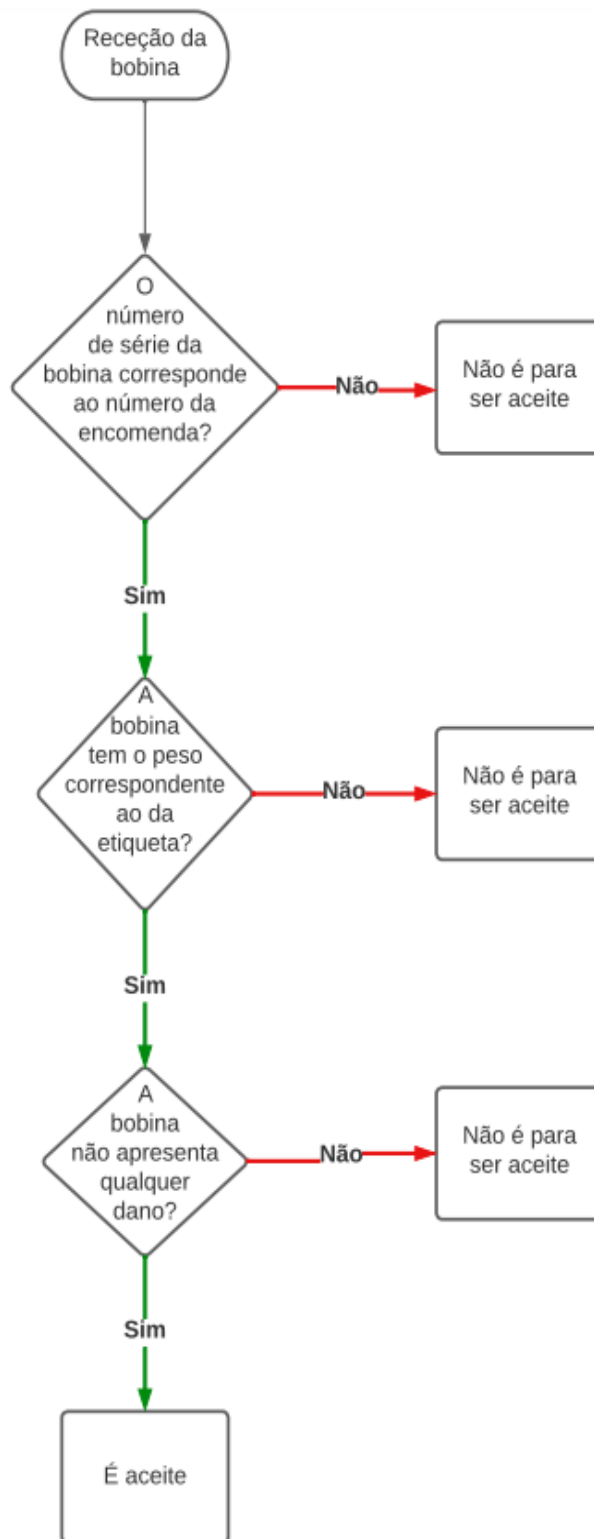 Receção da
bobina
O
número
de série da
bobina corresponde
ao número da
encomenda?
Não
Não é para
ser aceite
Sim
A
bobina
tem o peso
correspondente
ao da
etiqueta?
Não
Não é para
ser aceite
Sim
A
bobina
não apresenta
qualquer
dano?
Não
Não é para
ser aceite
Sim
É aceite